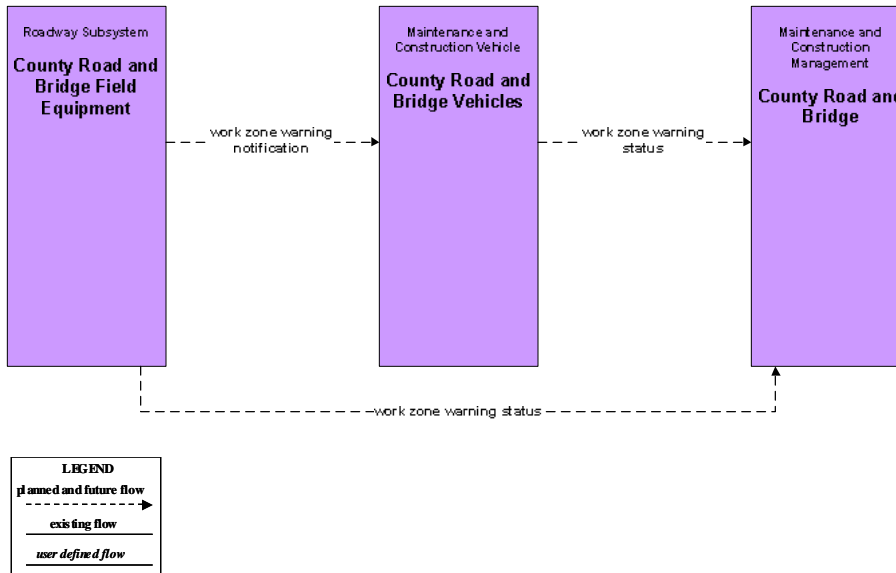 Roadway Subsystem
County Road and
Bridge Field
Equipment
Maintenance and
Construction Vehicle
County Road and
Bridge Vehicles
Maintenance and
Construction
Management
County Road and
Bridge
work zone warning
notification
work zone warning
status
work zone warning status
LEGEND
planned and future flow
existing flow
user defined flow